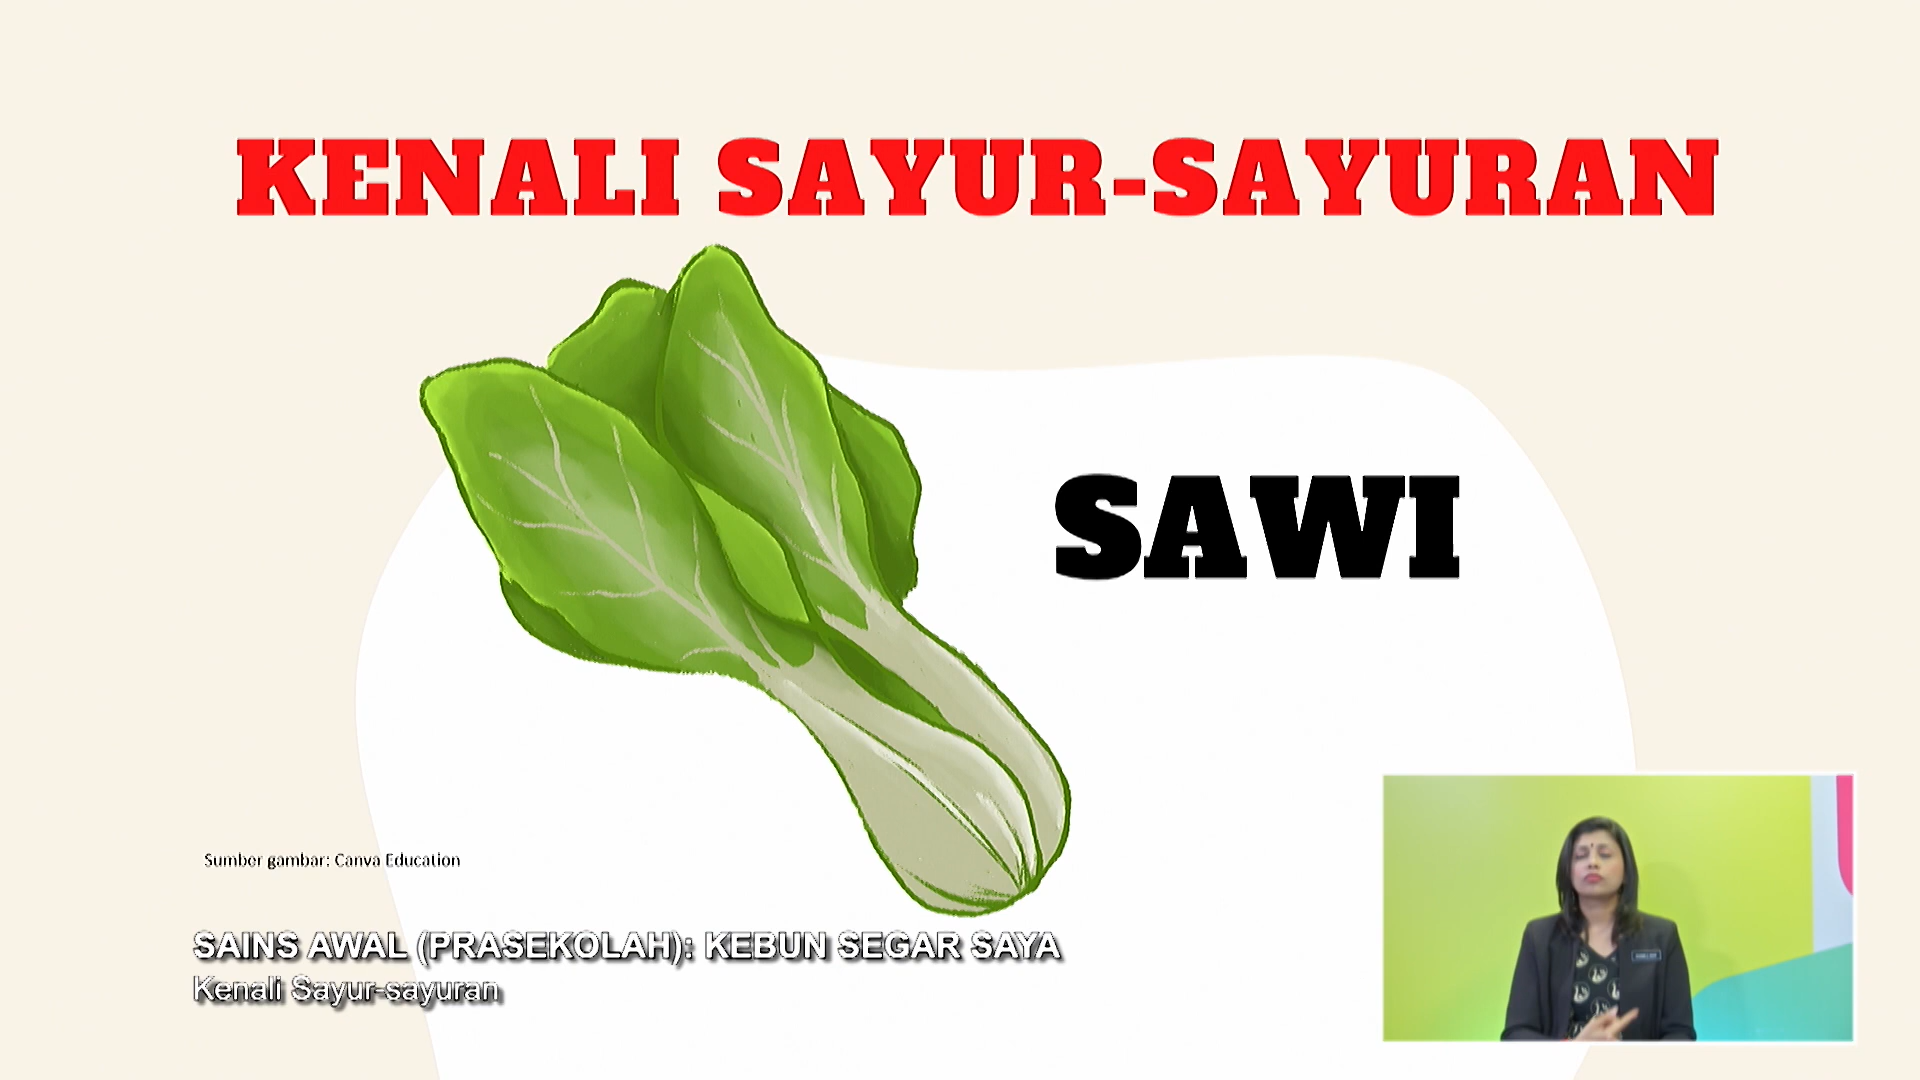 KENALI SAYUR-SAYURAN
SAWI
Sumber gambar: Canva Education
SAINS AWAL (PRASEKOLAH): KEBUN SEGAR SAYA
Kenali Sayur-sayuran